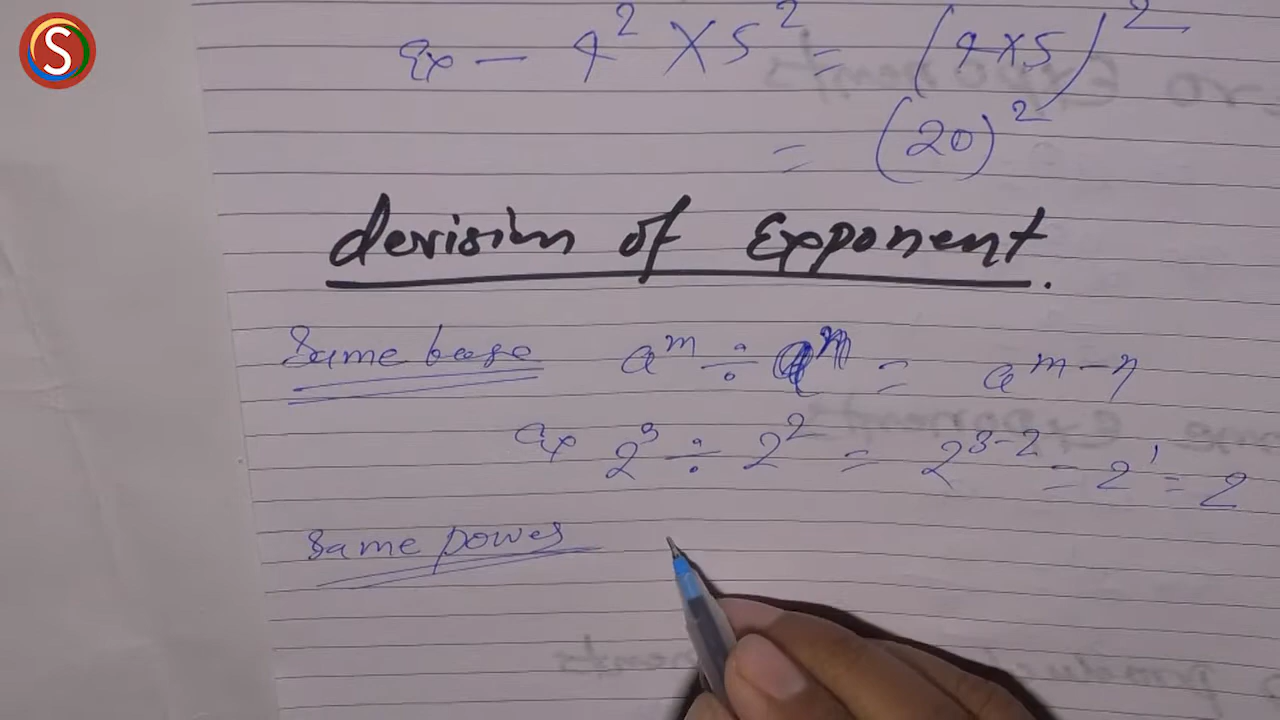 S
Ex — 4² × 5² = (4×5)²
= (20)²
devision of Exponent.
Same base aᵐ ÷ aⁿ = aᵐ⁻ⁿ
Ex 2³ ÷ 2² = 2³⁻² = 2¹ = 2
Same power